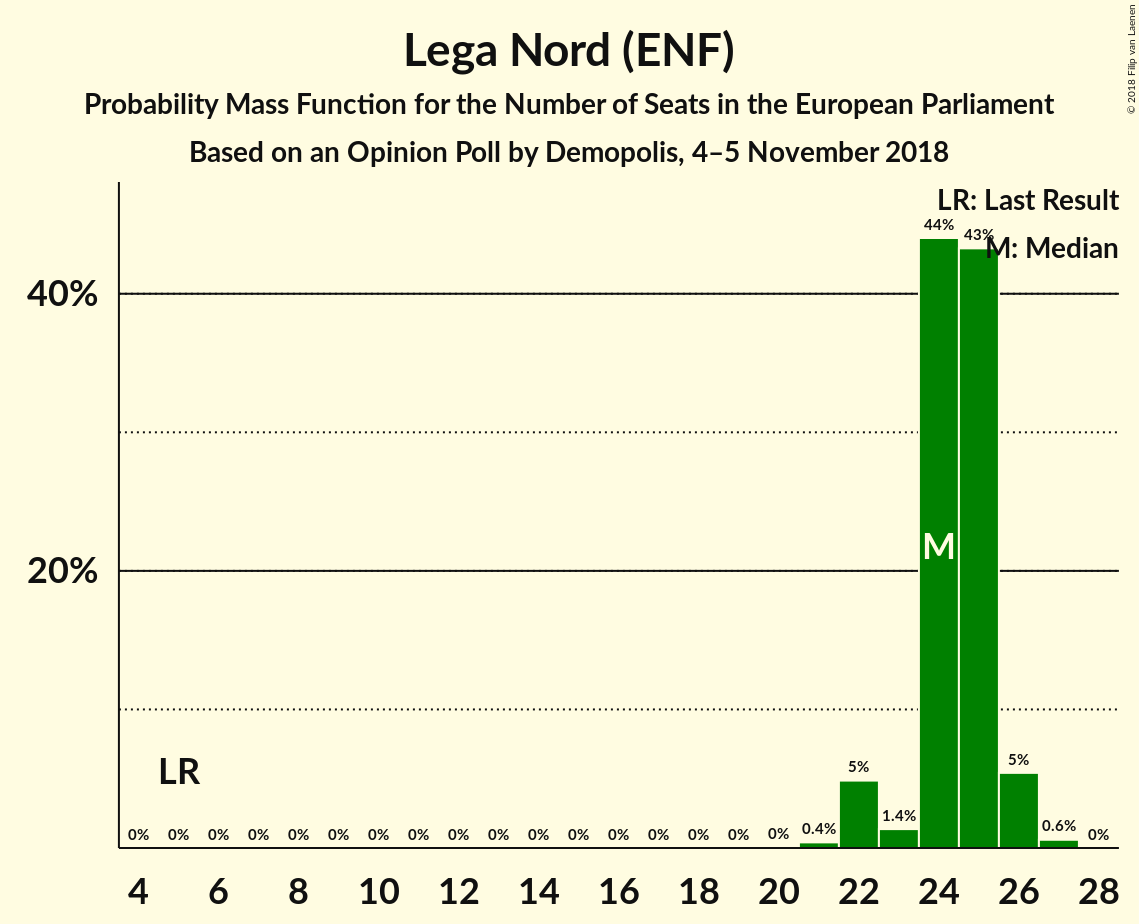 Lega Nord (ENF)
Probability Mass Function for the Number of Seats in the European Parliament
Based on an Opinion Poll by Demopolis, 4–5 November 2018
© 2018 Filip van Laenen
LR: Last Result
M: Median
44%
43%
40%
20%
M
LR
5%
5%
0% 0% 0% 0% 0% 0% 0% 0% 0% 0% 0% 0% 0% 0% 0% 0% 0% 0.4% 1.4% 0.6% 0%
4 6 8 10 12 14 16 18 20 22 24 26 28